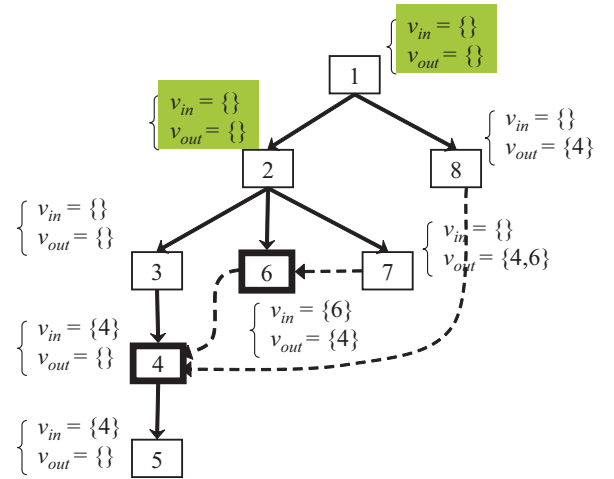 v_in = {}
v_out = {}
1
v_in = {}
v_out = {}
2
v_in = {}
v_out = {4}
8
v_in = {}
v_out = {}
3
6
v_in = {}
v_out = {4,6}
7
v_in = {6}
v_out = {4}
v_in = {4}
v_out = {}
4
v_in = {4}
v_out = {}
5